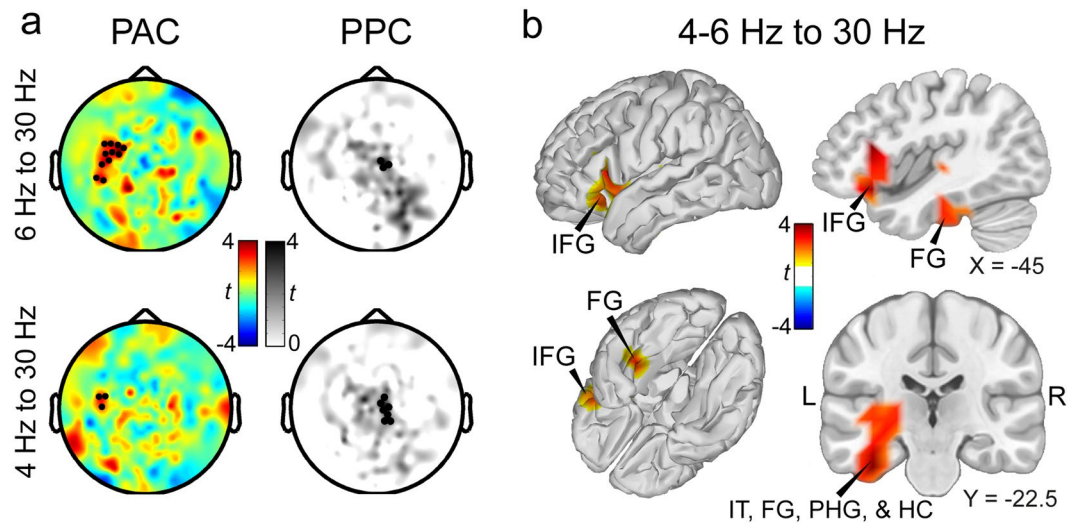 a
PAC
PPC
6 Hz to 30 Hz
4
t
-4
4
t
0
4 Hz to 30 Hz
b
4-6 Hz to 30 Hz
IFG
IFG
FG
X = -45
4
t
-4
FG
IFG
L
R
IT, FG, PHG, & HC
Y = -22.5